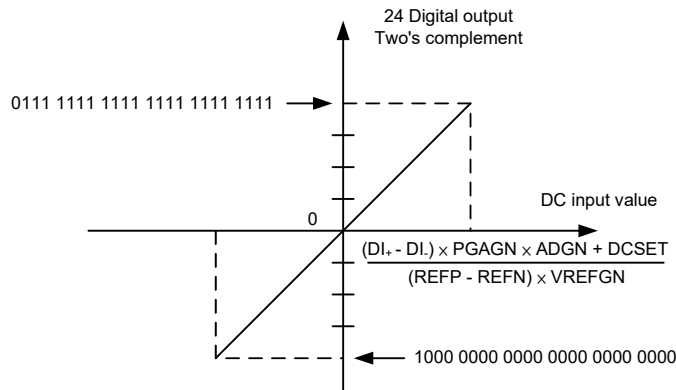 24 Digital output
Two's complement
0111 1111 1111 1111 1111 1111
DC input value
0
(DI+ - DI-) × PGAGN × ADGN + DCSET
(REFP - REFN) × VREFGN
1000 0000 0000 0000 0000 0000